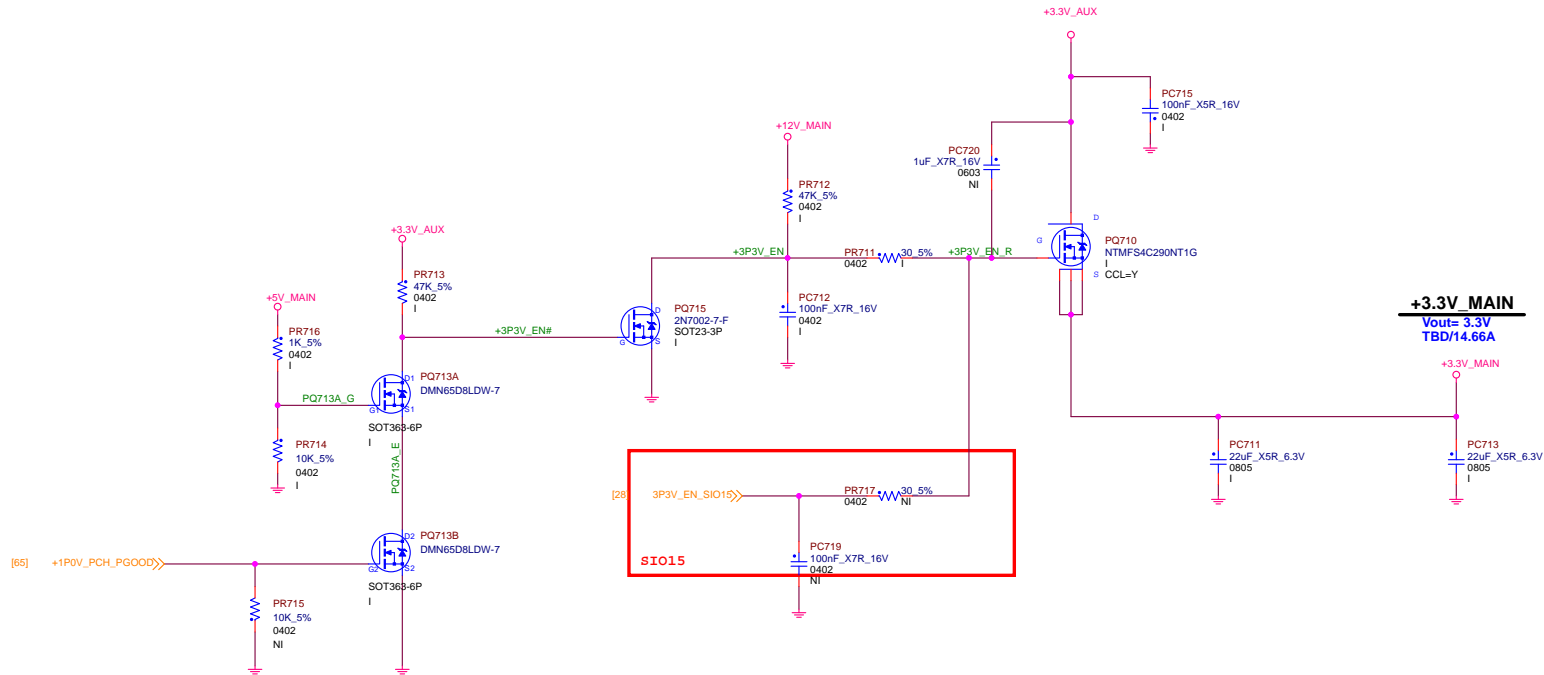 +3.3V_AUX
PC715
100nF_X5R_16V
0402
I
+12V_MAIN
PC720
1uF_X7R_16V
0603
NI
PR712
47K_5%
0402
I
D
G
S
PQ710
NTMFS4C290NT1G
I
CCL=Y
+3P3V_EN
PR711
0402
30_5%
I
+3P3V_EN_R
+3.3V_AUX
PR713
47K_5%
0402
I
PC712
100nF_X7R_16V
0402
I
+5V_MAIN
PR716
1K_5%
0402
I
+3P3V_EN#
D
G
S
PQ715
2N7002-7-F
SOT23-3P
I
+3.3V_MAIN
Vout= 3.3V
TBD/14.66A
+3.3V_MAIN
PQ713A_G
D1
G1
S1
PQ713A
DMN65D8LDW-7
SOT363-6P
I
PR714
10K_5%
0402
I
PQ713A_E
PC711
22uF_X5R_6.3V
0805
I
PC713
22uF_X5R_6.3V
0805
I
[28]
3P3V_EN_SIO15
PR717
0402
30_5%
NI
PC719
100nF_X7R_16V
0402
NI
SIO15
[65]
+1P0V_PCH_PGOOD
D2
G2
S2
PQ713B
DMN65D8LDW-7
SOT363-6P
I
PR715
10K_5%
0402
NI